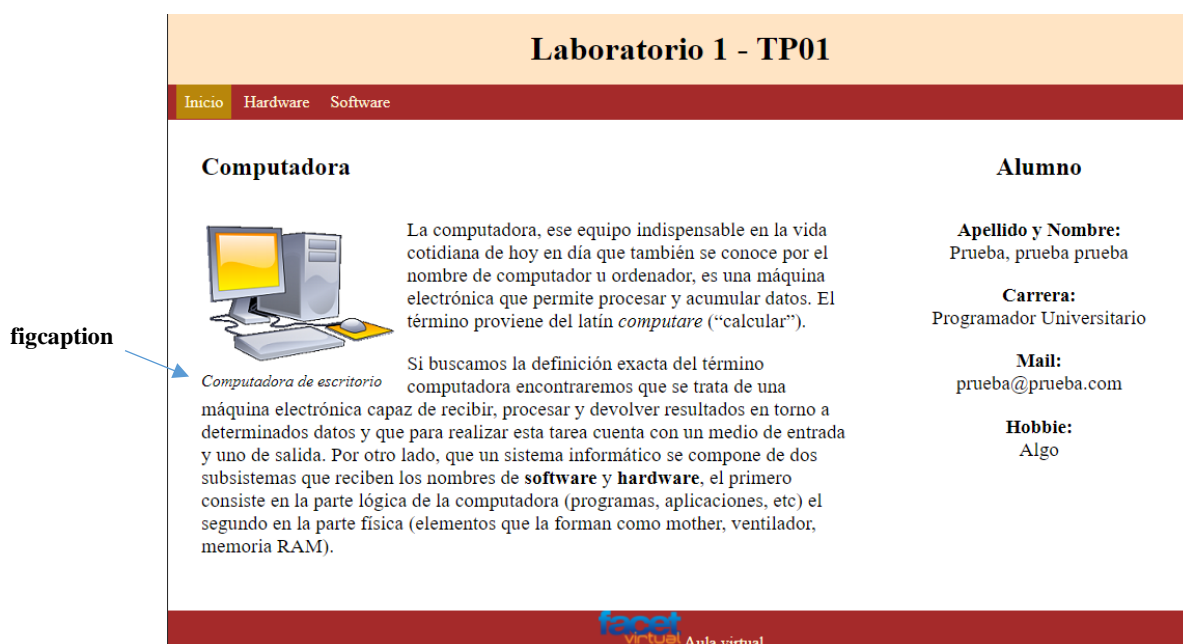 Laboratorio 1 - TP01
Inicio Hardware Software
Computadora
La computadora, ese equipo indispensable en la vida
cotidiana de hoy en día que también se conoce por el
nombre de computador u ordenador, es una máquina
electrónica que permite procesar y acumular datos. El
término proviene del latín computare (“calcular”).
figcaption
Computadora de escritorio
Si buscamos la definición exacta del término
computadora encontraremos que se trata de una
máquina electrónica capaz de recibir, procesar y devolver resultados en torno a
determinados datos y que para realizar esta tarea cuenta con un medio de entrada
y uno de salida. Por otro lado, que un sistema informático se compone de dos
subsistemas que reciben los nombres de software y hardware, el primero
consiste en la parte lógica de la computadora (programas, aplicaciones, etc) el
segundo en la parte física (elementos que la forman como mother, ventilador,
memoria RAM).
Alumno
Apellido y Nombre:
Prueba, prueba prueba
Carrera:
Programador Universitario
Mail:
prueba@prueba.com
Hobbie:
Algo
facet
virtual Aula virtual